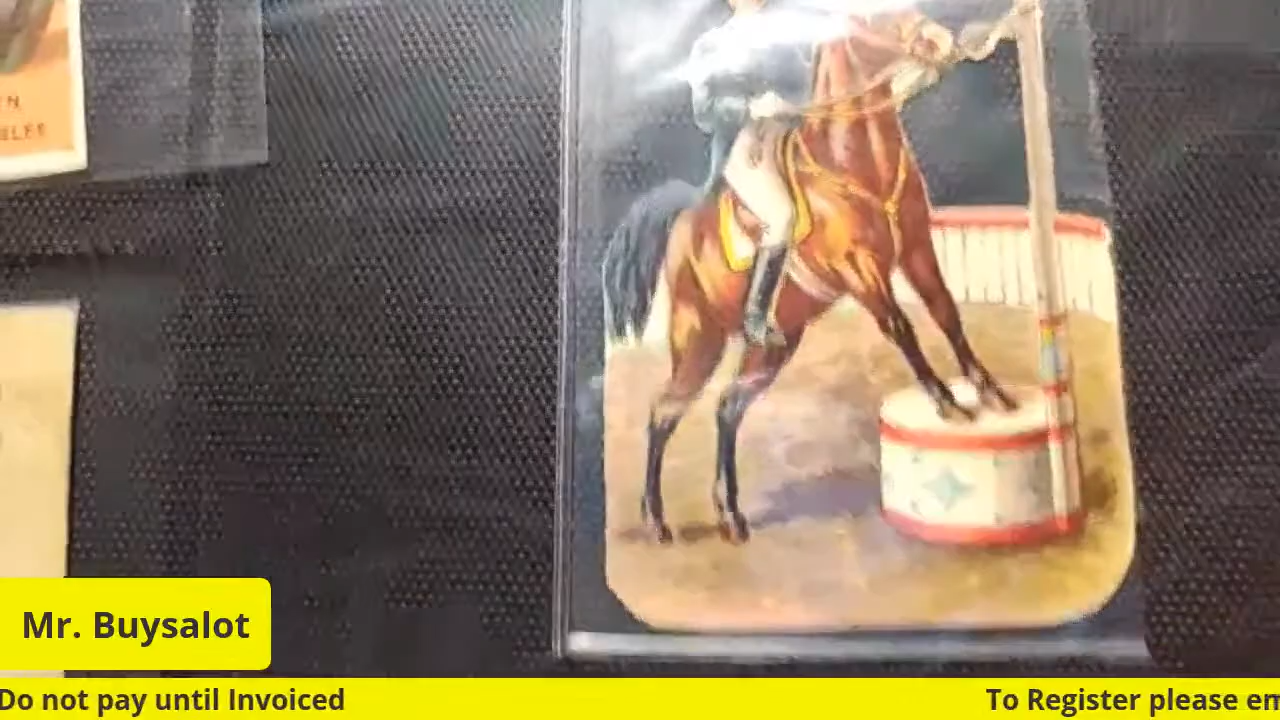 Mr. Buysalot
Do not pay until Invoiced
To Register please em